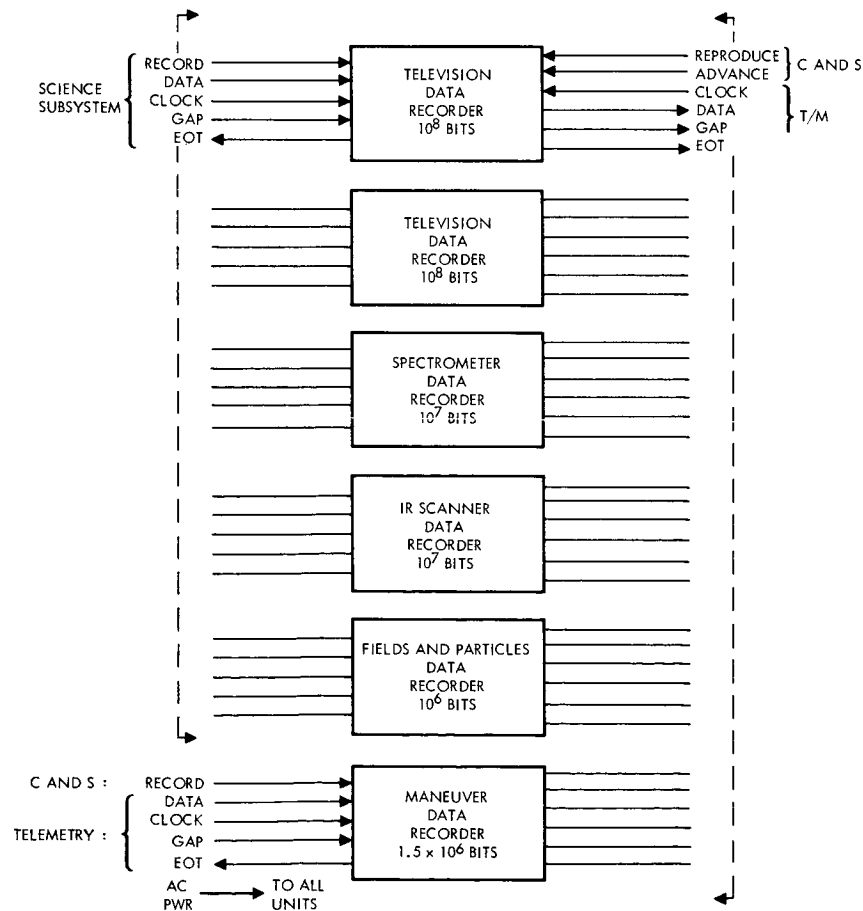 SCIENCE
SUBSYSTEM
RECORD
DATA
CLOCK
GAP
EOT
TELEVISION
DATA
RECORDER
10⁸ BITS
REPRODUCE
ADVANCE
C AND S
CLOCK
DATA
GAP
EOT
T/M
TELEVISION
DATA
RECORDER
10⁸ BITS
SPECTROMETER
DATA
RECORDER
10⁷ BITS
IR SCANNER
DATA
RECORDER
10⁷ BITS
FIELDS AND PARTICLES
DATA
RECORDER
10⁶ BITS
C AND S :
RECORD
TELEMETRY :
DATA
CLOCK
GAP
EOT
MANEUVER
DATA
RECORDER
1.5 × 10⁶ BITS
AC
PWR
TO ALL
UNITS